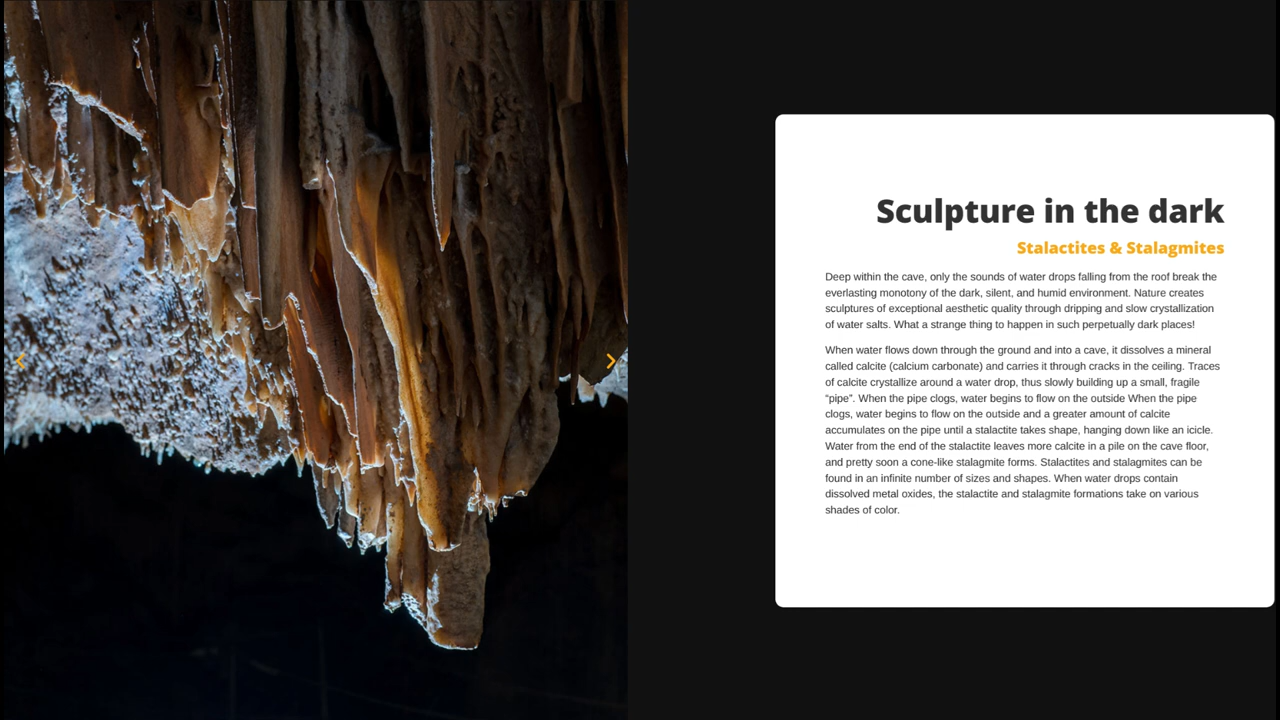 Sculpture in the dark
Stalactites & Stalagmites
Deep within the cave, only the sounds of water drops falling from the roof break the
everlasting monotony of the dark, silent, and humid environment. Nature creates
sculptures of exceptional aesthetic quality through dripping and slow crystallization
of water salts. What a strange thing to happen in such perpetually dark places!
When water flows down through the ground and into a cave, it dissolves a mineral
called calcite (calcium carbonate) and carries it through cracks in the ceiling. Traces
of calcite crystallize around a water drop, thus slowly building up a small, fragile
“pipe”. When the pipe clogs, water begins to flow on the outside When the pipe
clogs, water begins to flow on the outside and a greater amount of calcite
accumulates on the pipe until a stalactite takes shape, hanging down like an icicle.
Water from the end of the stalactite leaves more calcite in a pile on the cave floor,
and pretty soon a cone-like stalagmite forms. Stalactites and stalagmites can be
found in an infinite number of sizes and shapes. When water drops contain
dissolved metal oxides, the stalactite and stalagmite formations take on various
shades of color.